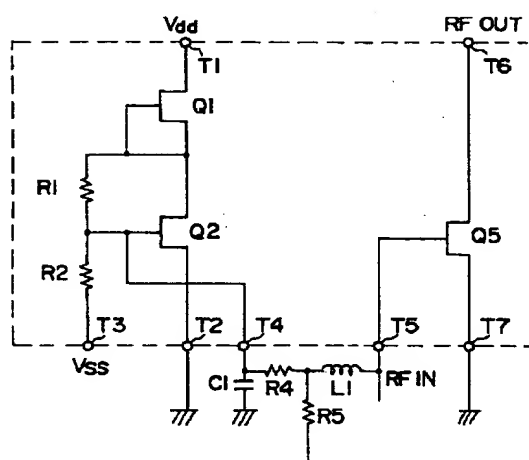 Vdd
RF OUT
T1
T6
Q1
R1
Q2
Q5
R2
T3
T2
T4
T5
T7
Vss
C1
R4
L1
RF IN
R5